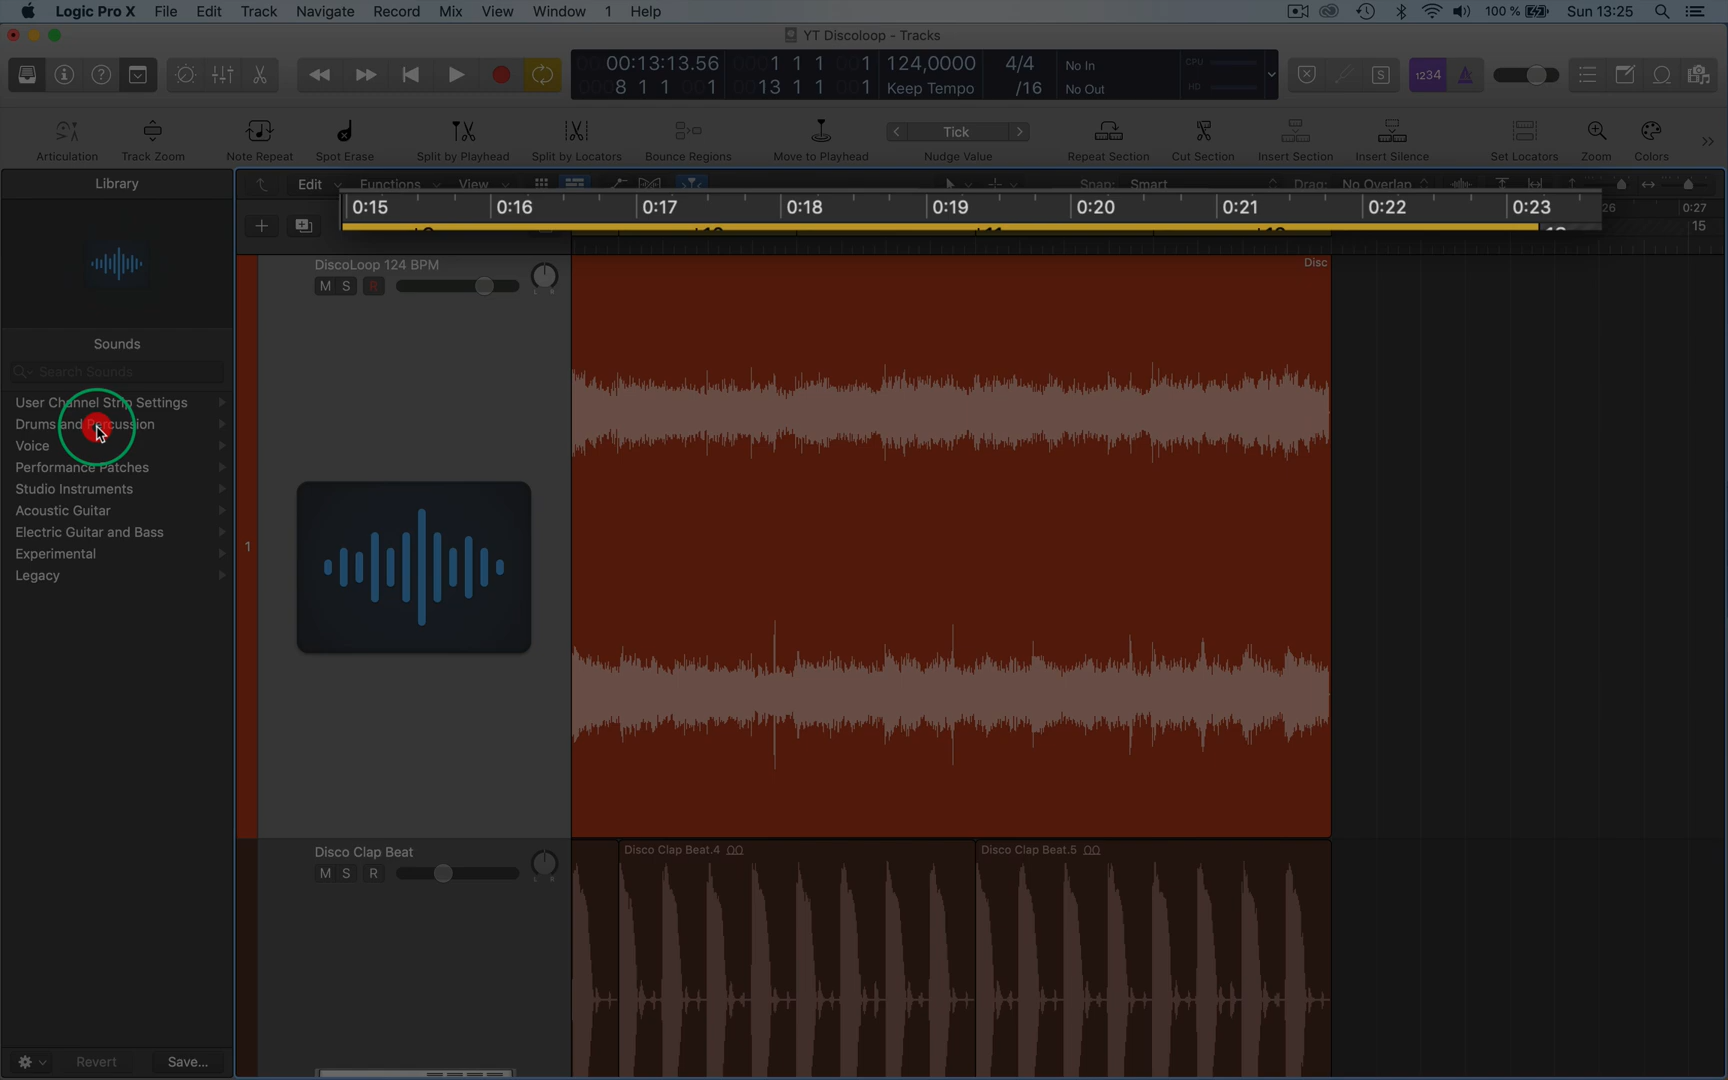 Logic Pro X File Edit Track Navigate Record Mix View Window 1 Help 100 % Sun 13:25
YT Discoloop - Tracks
00:13:13.56 1 1 1 1 124,0000 4/4 No In CPU
8 1 1 1 13 1 1 1 Keep Tempo /16 No Out HD
S 1234
Tick
Articulation Track Zoom Note Repeat Spot Erase Split by Playhead Split by Locators Bounce Regions Move to Playhead Nudge Value Repeat Section Cut Section Insert Section Insert Silence Set Locators Zoom Colors
Library
Edit Functions View Snap: Smart Drag: No Overlap
0:15 0:16 0:17 0:18 0:19 0:20 0:21 0:22 0:23 26 0:27
15
DiscoLoop 124 BPM
M S R
L R
Disc
Sounds
Search Sounds
User Channel Strip Settings
Drums and Percussion
Voice
Performance Patches
Studio Instruments
Acoustic Guitar
Electric Guitar and Bass
Experimental
Legacy
1
Disco Clap Beat
M S R
L R
Disco Clap Beat.4
Disco Clap Beat.5
Revert Save...